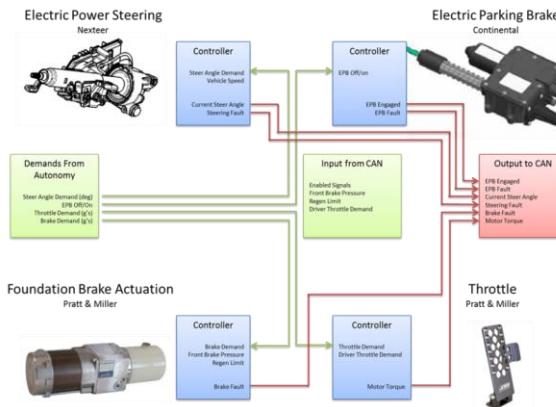 Electric Power Steering
Nexteer
Electric Parking Brake
Continental
Controller
Steer Angle Demand
Vehicle Speed
Current Steer Angle
Steering Fault
Controller
EPB Off/on
EPB Engaged
EPB Fault
Demands From
Autonomy
Steer Angle Demand (deg)
EPB Off/On
Throttle Demand (g's)
Brake Demand (g's)
Input from CAN
Enabled Signals
Front Brake Pressure
Regen Limit
Driver Throttle Demand
Output to CAN
EPB Engaged
EPB Fault
Current Steer Angle
Steering Fault
Brake Fault
Motor Torque
Foundation Brake Actuation
Pratt & Miller
Throttle
Pratt & Miller
Controller
Brake Demand
Front Brake Pressure
Regen Limit
Brake Fault
Controller
Throttle Demand
Driver Throttle Demand
Motor Torque